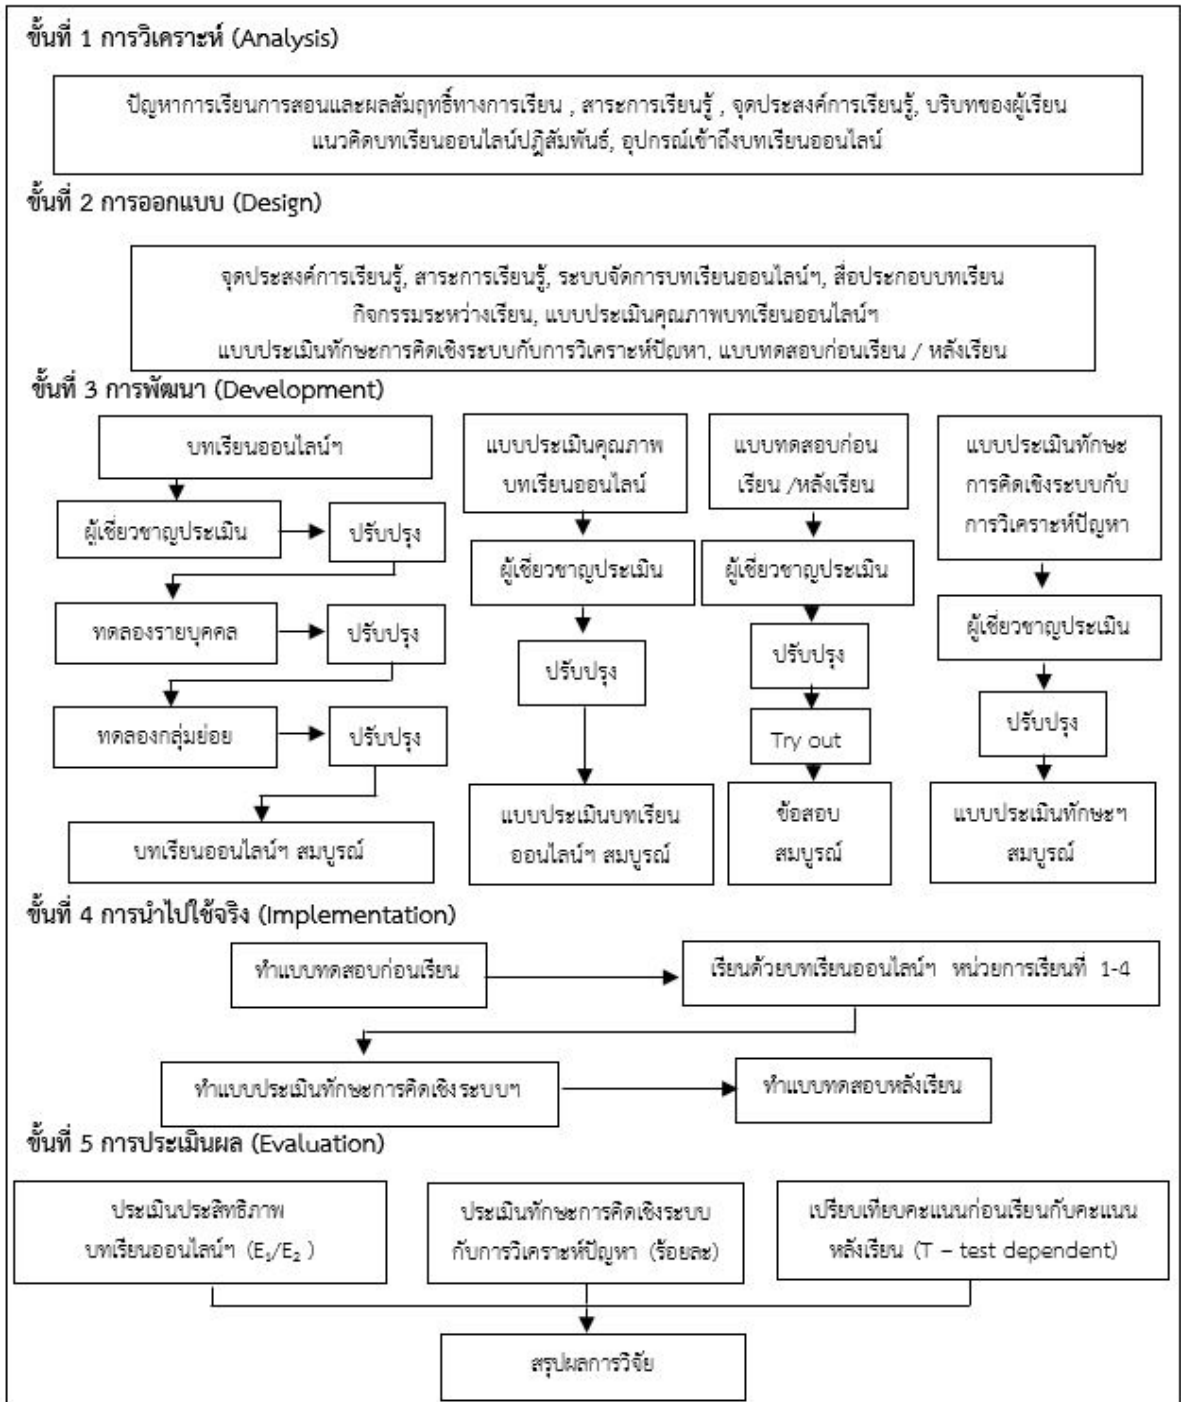 ขั้นที่ 1 การวิเคราะห์ (Analysis)
ปัญหาการเรียนการสอนและผลสัมฤทธิ์ทางการเรียน , สาระการเรียนรู้ , จุดประสงค์การเรียนรู้, บริบทของผู้เรียน
แนวคิดบทเรียนออนไลน์ปฏิสัมพันธ์, อุปกรณ์เข้าถึงบทเรียนออนไลน์
ขั้นที่ 2 การออกแบบ (Design)
จุดประสงค์การเรียนรู้, สาระการเรียนรู้, ระบบจัดการบทเรียนออนไลน์ฯ, สื่อประกอบบทเรียน
กิจกรรมระหว่างเรียน, แบบประเมินคุณภาพบทเรียนออนไลน์ฯ
แบบประเมินทักษะการคิดเชิงระบบกับการวิเคราะห์ปัญหา, แบบทดสอบก่อนเรียน / หลังเรียน
ขั้นที่ 3 การพัฒนา (Development)
บทเรียนออนไลน์ฯ
ผู้เชี่ยวชาญประเมิน
ปรับปรุง
ทดลองรายบุคคล
ปรับปรุง
ทดลองกลุ่มย่อย
ปรับปรุง
บทเรียนออนไลน์ฯ สมบูรณ์
แบบประเมินคุณภาพ
บทเรียนออนไลน์
ผู้เชี่ยวชาญประเมิน
ปรับปรุง
แบบประเมินบทเรียน
ออนไลน์ฯ สมบูรณ์
แบบทดสอบก่อน
เรียน /หลังเรียน
ผู้เชี่ยวชาญประเมิน
ปรับปรุง
Try out
ข้อสอบ
สมบูรณ์
แบบประเมินทักษะ
การคิดเชิงระบบกับ
การวิเคราะห์ปัญหา
ผู้เชี่ยวชาญประเมิน
ปรับปรุง
แบบประเมินทักษะฯ
สมบูรณ์
ขั้นที่ 4 การนำไปใช้จริง (Implementation)
ทำแบบทดสอบก่อนเรียน
เรียนด้วยบทเรียนออนไลน์ฯ หน่วยการเรียนที่ 1-4
ทำแบบประเมินทักษะการคิดเชิงระบบฯ
ทำแบบทดสอบหลังเรียน
ขั้นที่ 5 การประเมินผล (Evaluation)
ประเมินประสิทธิภาพ
บทเรียนออนไลน์ฯ (E₁/E₂ )
ประเมินทักษะการคิดเชิงระบบ
กับการวิเคราะห์ปัญหา (ร้อยละ)
เปรียบเทียบคะแนนก่อนเรียนกับคะแนน
หลังเรียน (T – test dependent)
สรุปผลการวิจัย